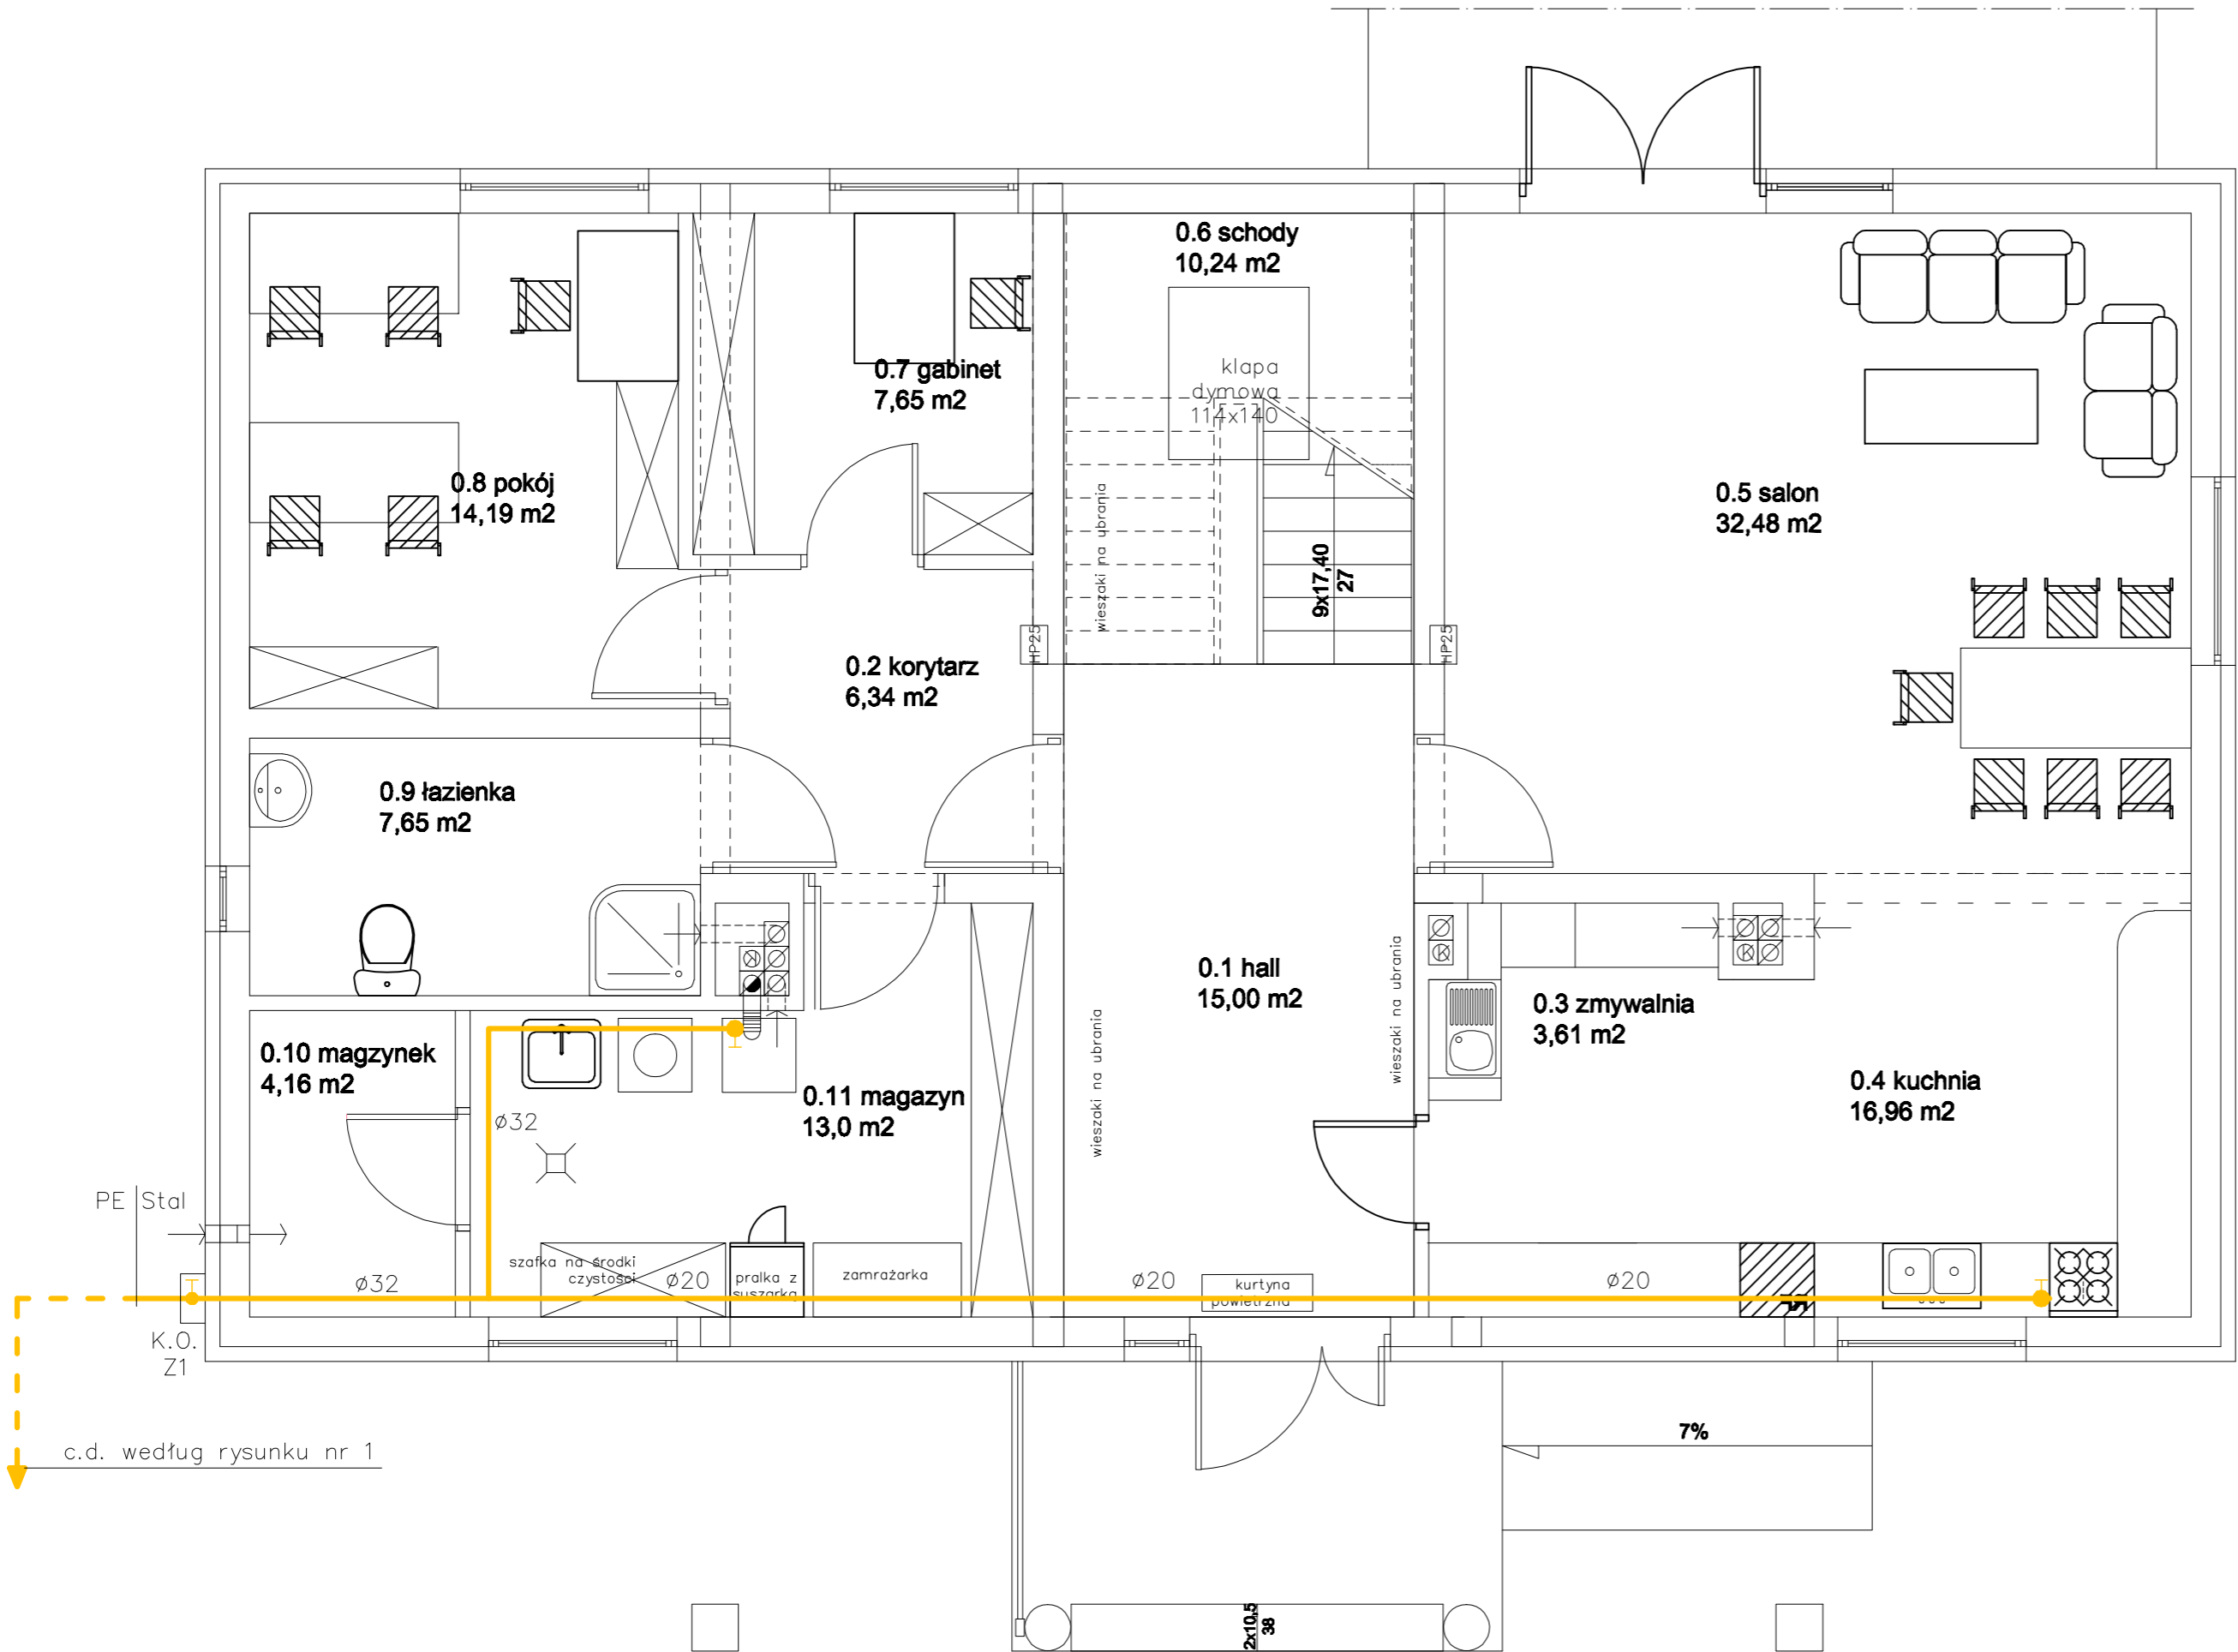 0.6 schody
10,24 m2
klapa
dymowa
114x140
0.7 gabinet
7,65 m2
0.8 pokój
14,19 m2
0.5 salon
32,48 m2
wieszaki na ubrania
9x17,40
27
HP25
HP25
0.2 korytarz
6,34 m2
0.9 łazienka
7,65 m2
0.1 hall
15,00 m2
wieszaki na ubrania
wieszaki na ubrania
0.3 zmywalnia
3,61 m2
0.4 kuchnia
16,96 m2
0.10 magzynek
4,16 m2
0.11 magazyn
13,0 m2
ø32
PE Stal
szafka na środki
czystości
ø32
ø20
pralka z
suszarką
zamrażarka
ø20
kurtyna
powietrzna
ø20
K.O.
Z1
c.d. według rysunku nr 1
7%
2x10,5
38